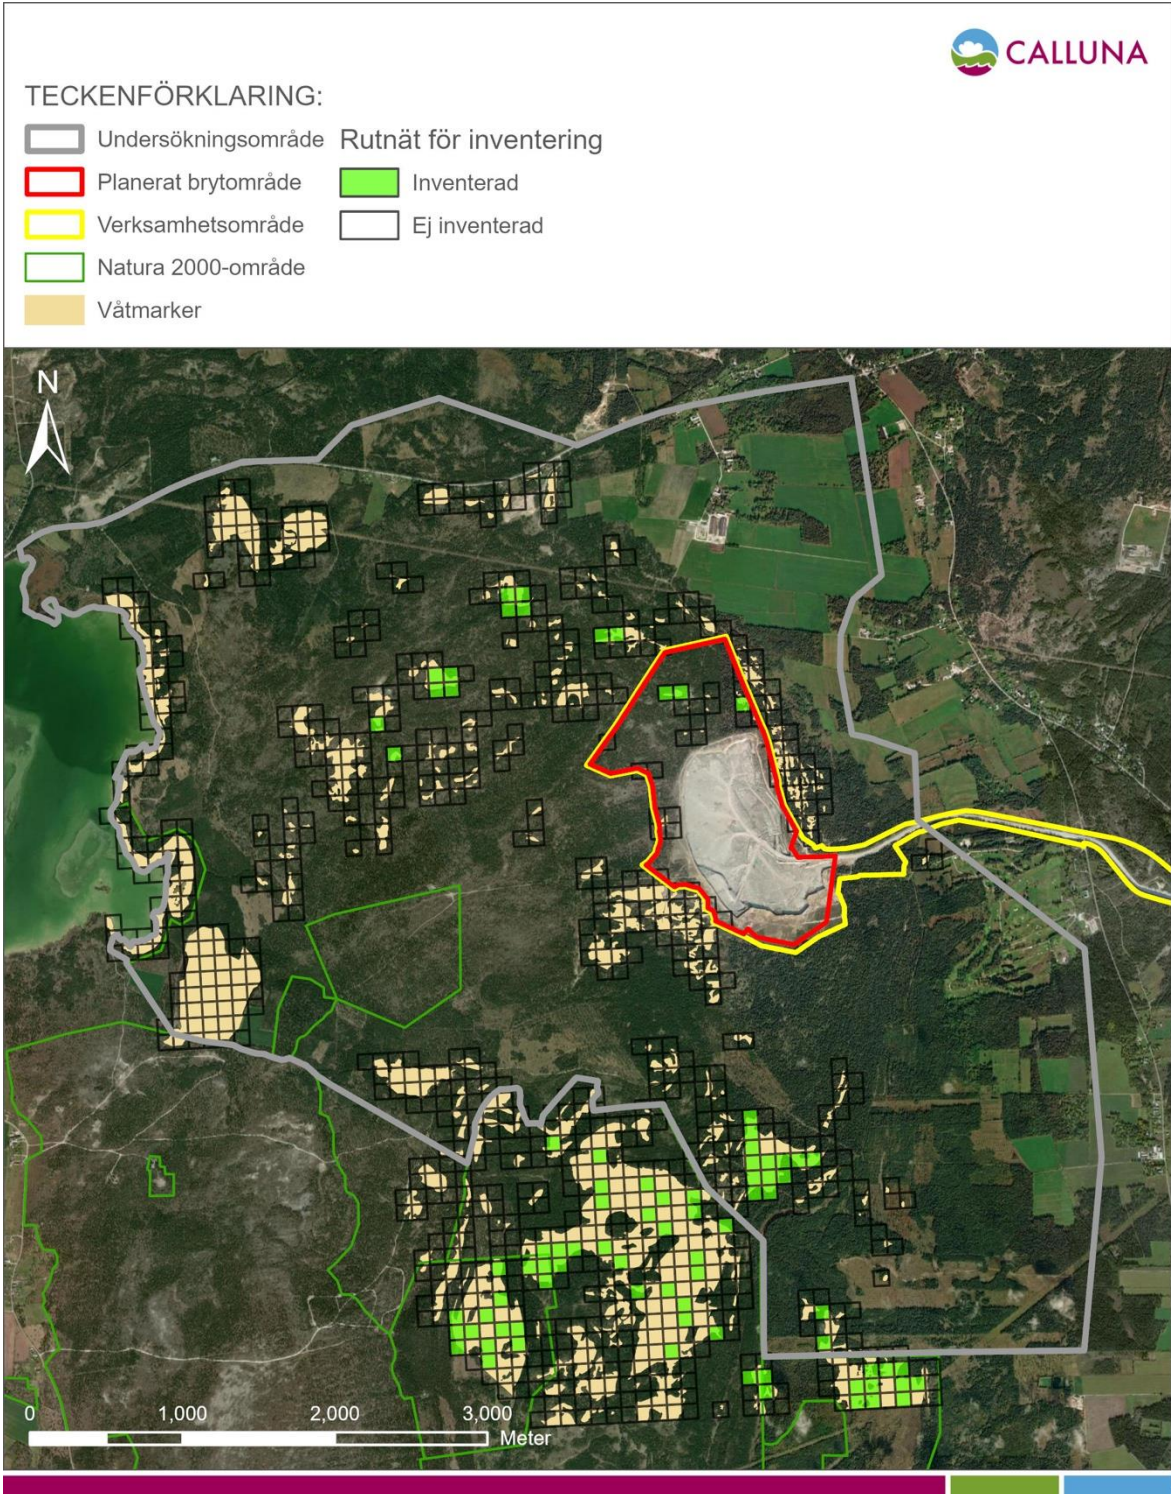 CALLUNA
TECKENFÖRKLARING:
Undersökningsområde
Planerat brytområde
Verksamhetsområde
Natura 2000-område
Våtmarker
Rutnät för inventering
Inventerad
Ej inventerad
N
0 1,000 2,000 3,000
Meter